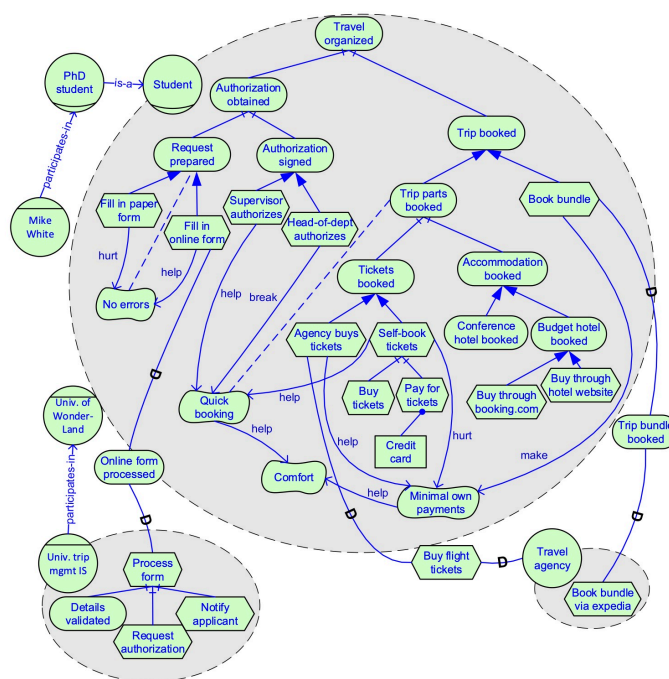 Travel
organized
PhD
student
is-a
Student
Authorization
obtained
Trip booked
participates-in
Request
prepared
Authorization
signed
Mike
White
Fill in paper
form
Fill in
online form
Supervisor
authorizes
Head-of-dept
authorizes
Trip parts
booked
Book bundle
hurt
help
No errors
help
break
Tickets
booked
Accommodation
booked
D
Agency buys
tickets
Self-book
tickets
Conference
hotel booked
Budget hotel
booked
D
Buy
tickets
Pay for
tickets
Buy through
booking.com
Buy through
hotel website
Univ. of
Wonder-
Land
Quick
booking
help
help
Credit
card
help
hurt
make
Trip bundle
booked
Online form
processed
Comfort
help
Minimal own
payments
participates-in
D
D
D
Univ. trip
mgmt IS
Process
form
Buy flight
tickets
D
Travel
agency
Details
validated
Request
authorization
Notify
applicant
Book bundle
via expedia